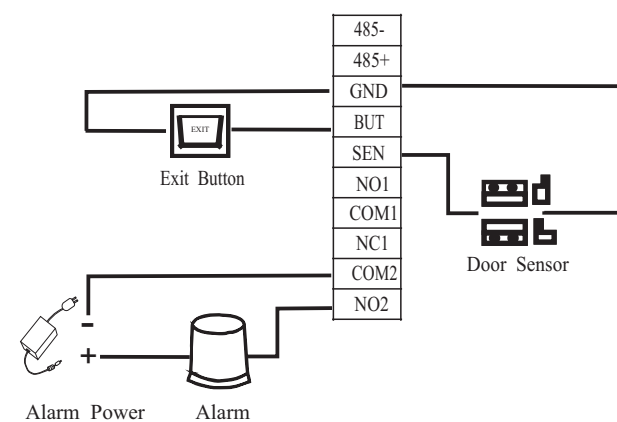 485-
485+
GND
BUT
SEN
NO1
COM1
NC1
COM2
NO2
EXIT
Exit Button
Door Sensor
-
+
Alarm Power
Alarm